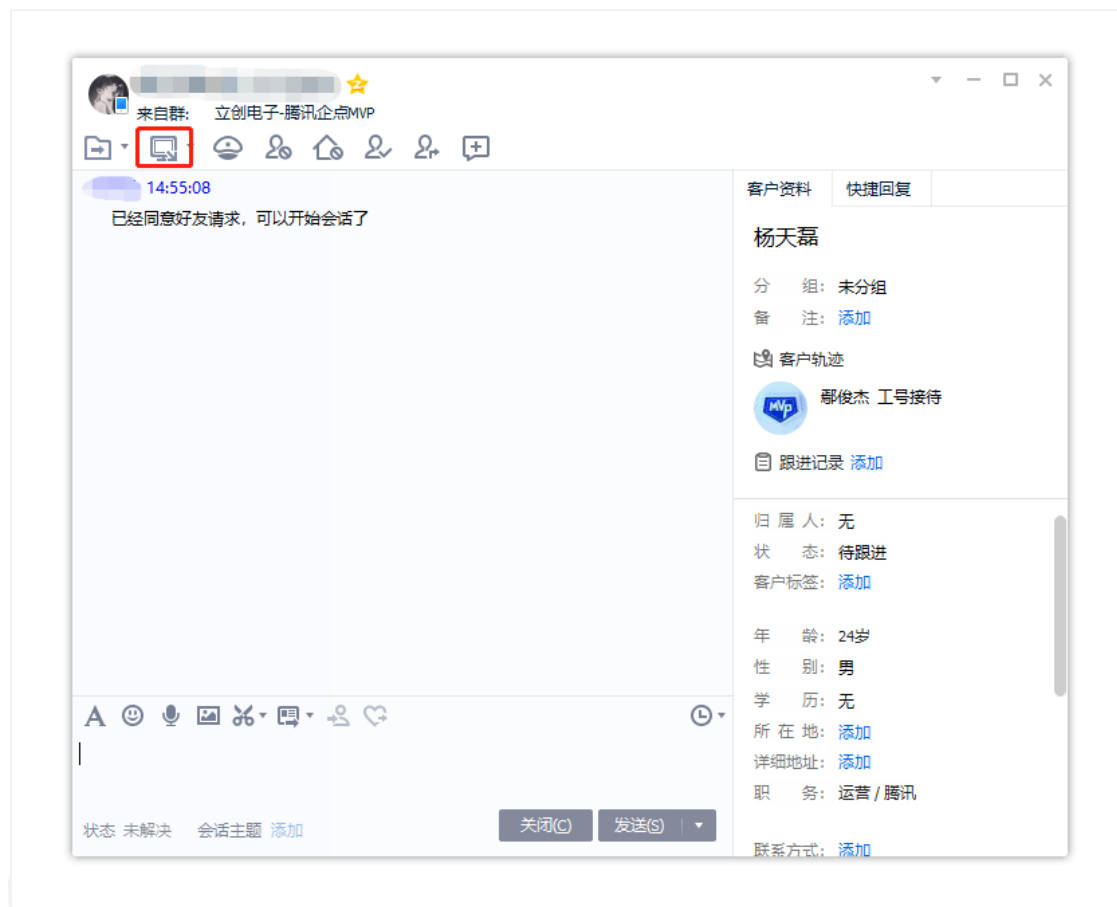 来自群: 立创电子-腾讯企点MVP
14:55:08
已经同意好友请求，可以开始会话了
客户资料 快捷回复
杨天磊
分 组: 未分组
备 注: 添加
客户轨迹
MVP
鄢俊杰 工号接待
跟进记录 添加
归 属 人: 无
状 态: 待跟进
客户标签: 添加
年 龄: 24岁
性 别: 男
学 历: 无
所 在 地: 添加
详细地址: 添加
职 务: 运营 / 腾讯
联系方式: 添加
状态 未解决 会话主题 添加
关闭(C) 发送(S)